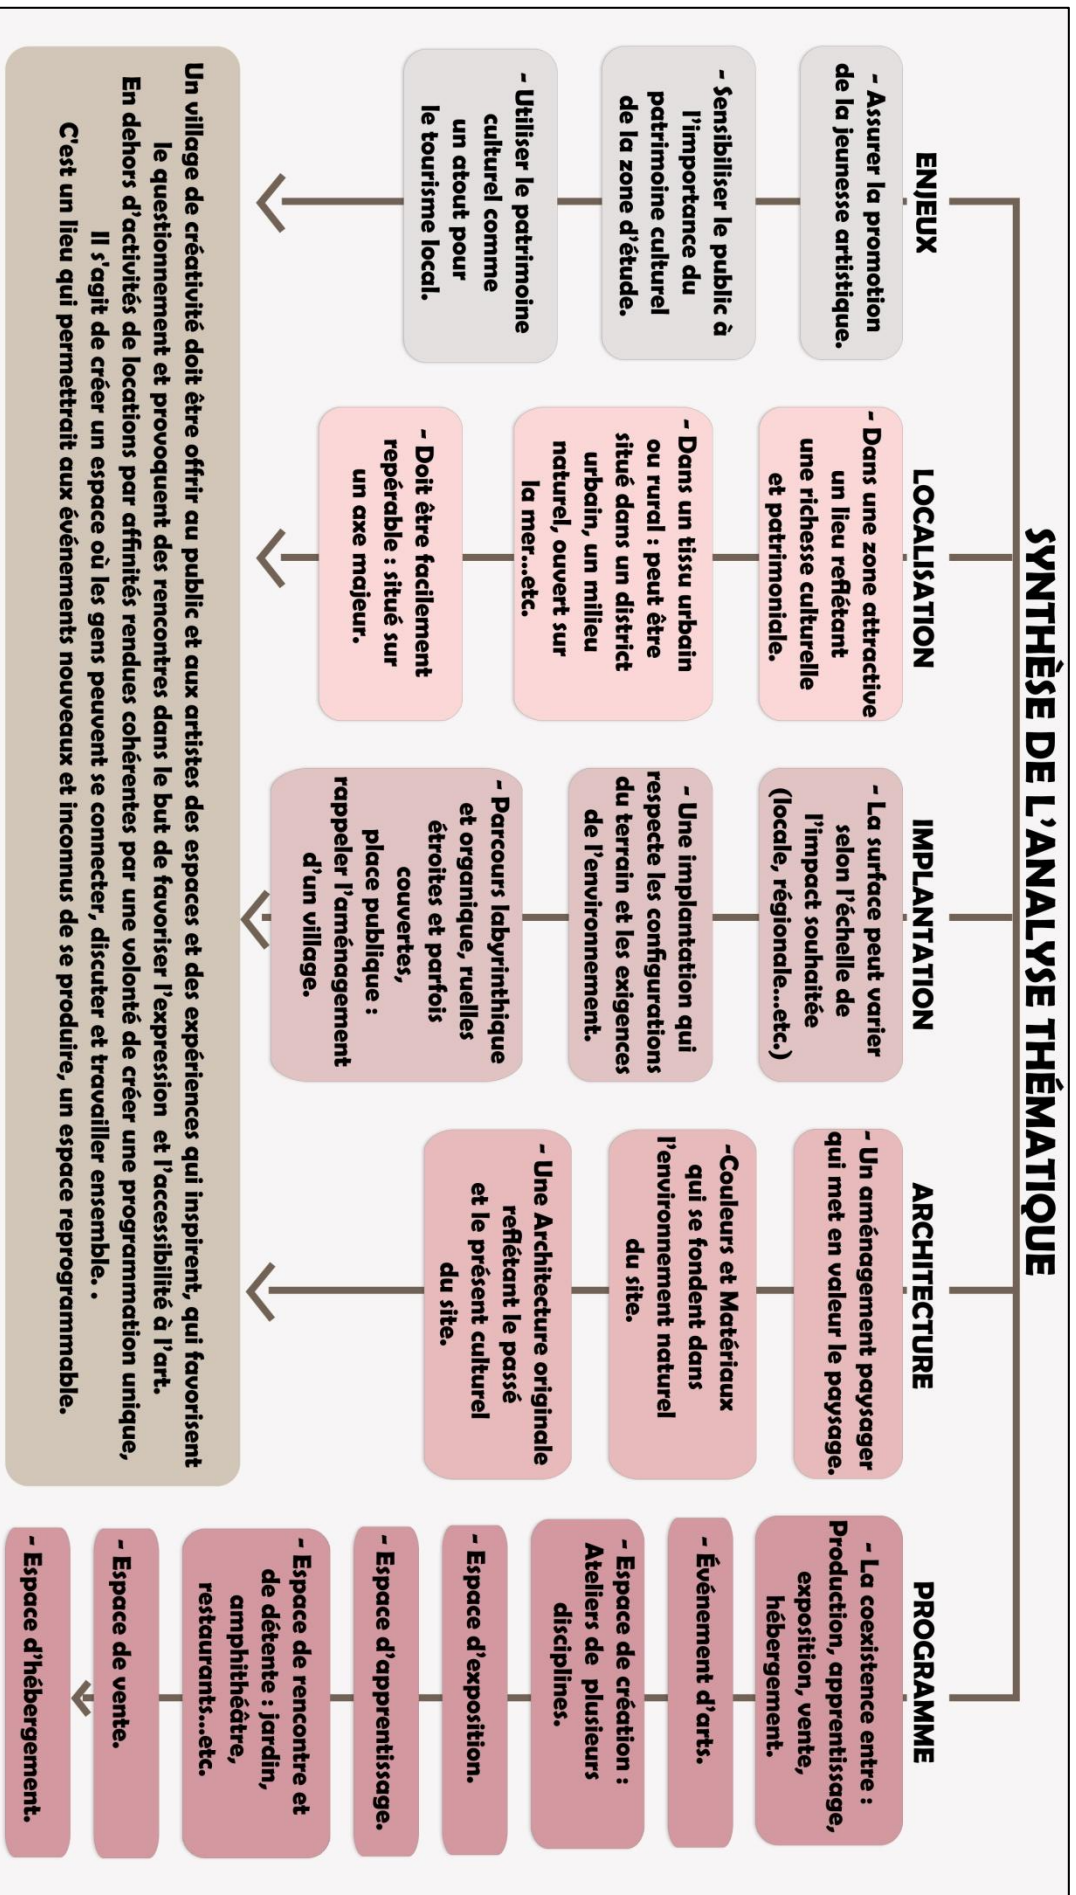 SYNTHÈSE DE L'ANALYSE THÉMATIQUE
ENJEUX
- Assurer la promotion
de la jeunesse artistique.
- Sensibiliser le public à
l'importance du
patrimoine culturel
de la zone d'étude.
- Utiliser le patrimoine
culturel comme
un atout pour
le tourisme local.
LOCALISATION
- Dans une zone attractive
un lieu reflétant
une richesse culturelle
et patrimoniale.
- Dans un tissu urbain
ou rural : peut être
situé dans un district
urbain, un milieu
naturel, ouvert sur
la mer...etc.
- Doit être facilement
repérable : situé sur
un axe majeur.
IMPLANTATION
- La surface peut varier
selon l'échelle de
l'impact souhaitée
(locale, régionale...etc.)
- Une implantation qui
respecte les configurations
du terrain et les exigences
de l'environnement.
- Parcours labyrinthique
et organique, ruelles
étroites et parfois
couvertes,
place publique :
rappeler l'aménagement
d'un village.
ARCHITECTURE
- Un aménagement paysager
qui met en valeur le paysage.
-Couleurs et Matériaux
qui se fondent dans
l'environnement naturel
du site.
- Une Architecture originale
reflétant le passé
et le présent culturel
du site.
PROGRAMME
- La coexistence entre :
Production, apprentissage,
exposition, vente,
hébergement.
- Événement d'arts.
- Espace de création :
Ateliers de plusieurs
disciplines.
- Espace d'exposition.
- Espace d'apprentissage.
- Espace de rencontre et
de détente : jardin,
amphithéâtre,
restaurants...etc.
- Espace de vente.
- Espace d'hébergement.
Un village de créativité doit être offrir au public et aux artistes des espaces et des expériences qui inspirent, qui favorisent
le questionnement et provoquent des rencontres dans le but de favoriser l'expression et l'accessibilité à l'art.
En dehors d'activités de locations par affinités rendues cohérentes par une volonté de créer une programmation unique,
Il s'agit de créer un espace où les gens peuvent se connecter, discuter et travailler ensemble. .
C'est un lieu qui permettrait aux événements nouveaux et inconnus de se produire, un espace reprogrammable.